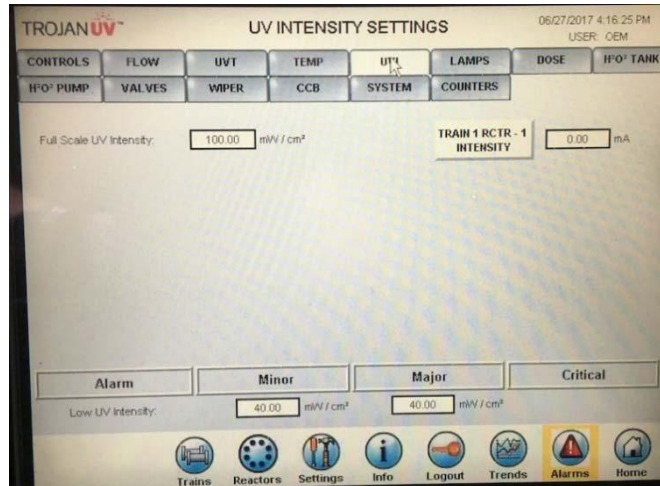 TROJANUV™
UV INTENSITY SETTINGS
06/27/2017 4:16:25 PM
USER: OEM
CONTROLS FLOW UVT TEMP LAMPS DOSE H²O² TANK
H²O² PUMP VALVES WIPER CCB SYSTEM COUNTERS
Full Scale UV Intensity: 100.00 mW / cm²
TRAIN 1 RCTR - 1
INTENSITY
0.00 mA
Alarm Minor Major Critical
Low UV Intensity: 40.00 mW / cm² 40.00 mW / cm²
Trains Reactors Settings Info Logout Trends Alarms Home